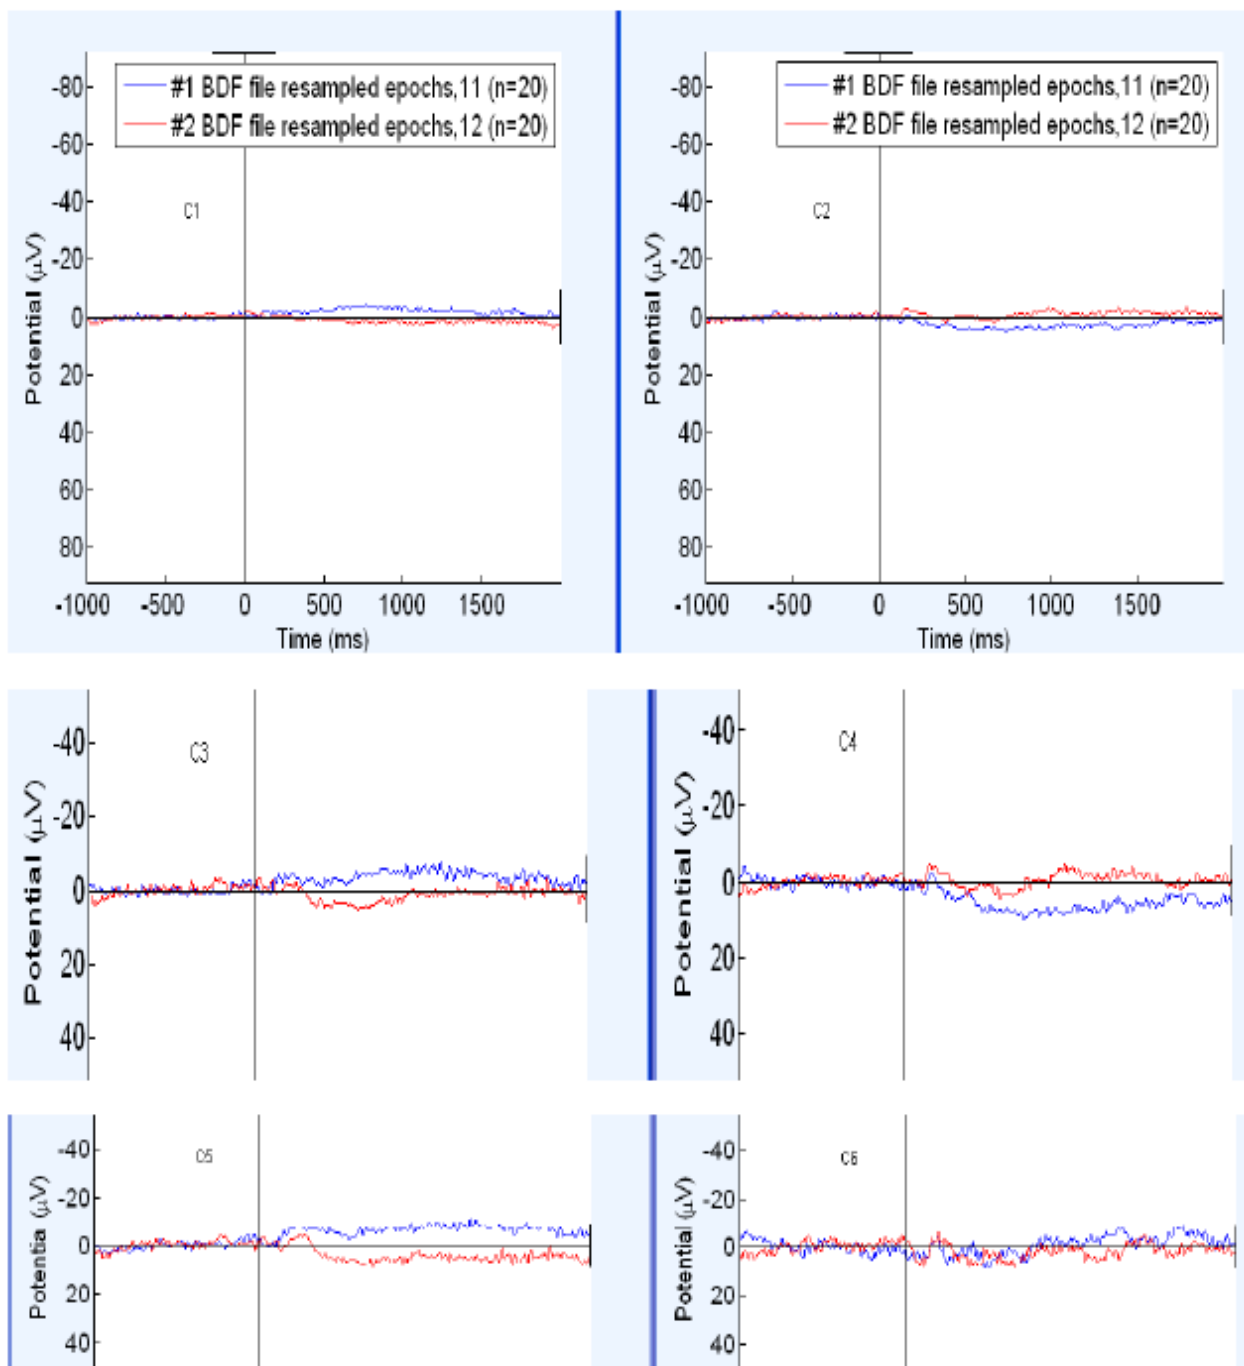 #1 BDF file resampled epochs,11 (n=20)
#2 BDF file resampled epochs,12 (n=20)
C1
Potential (μV)
-80
-60
-40
-20
0
20
40
60
80
-1000 -500 0 500 1000 1500
Time (ms)
#1 BDF file resampled epochs,11 (n=20)
#2 BDF file resampled epochs,12 (n=20)
C2
Potential (μV)
-80
-60
-40
-20
0
20
40
60
80
-1000 -500 0 500 1000 1500
Time (ms)
C3
Potential (μV)
-40
-20
0
20
40
C4
Potential (μV)
-40
-20
0
20
40
C5
Potentia (μV)
-40
-20
0
20
40
C6
Potential (μV)
-40
-20
0
20
40